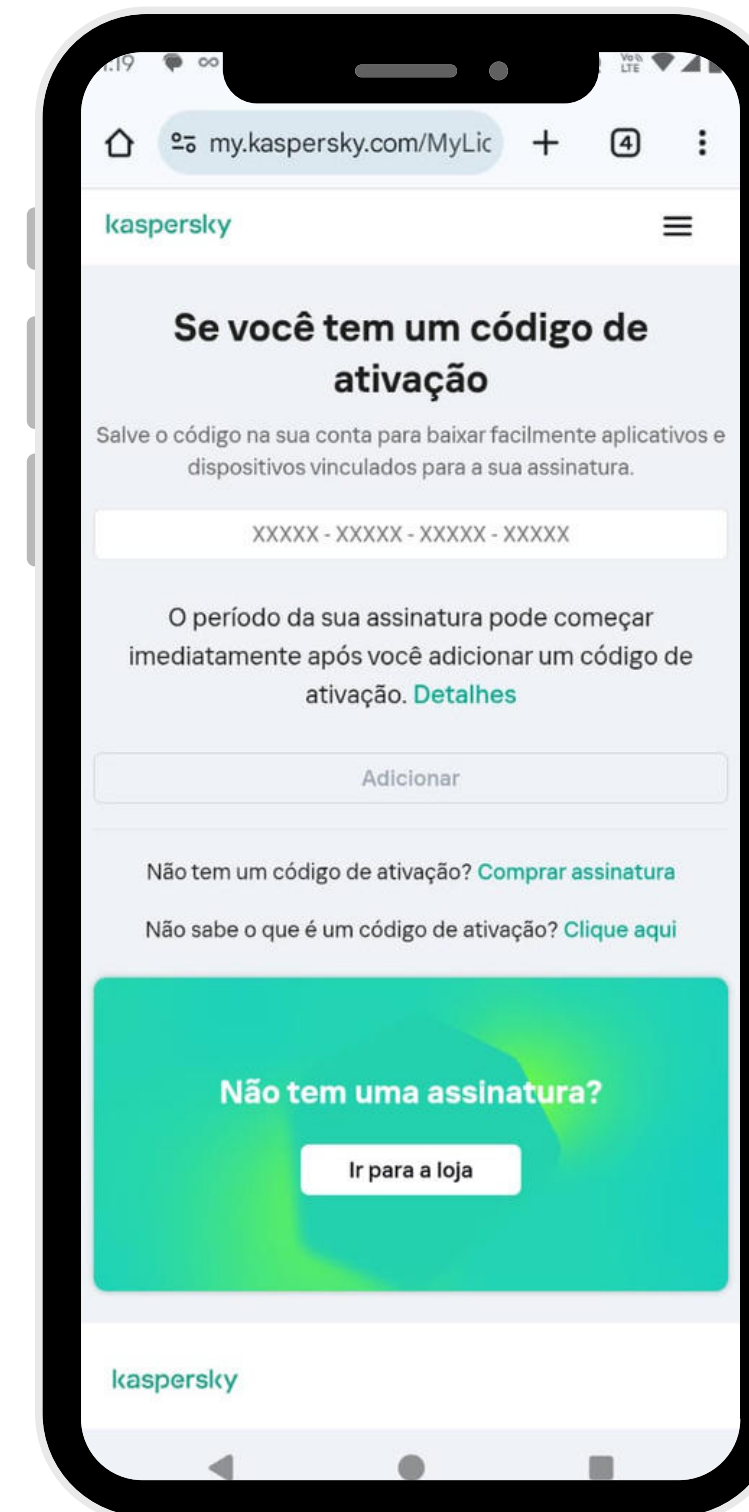 my.kaspersky.com/MyLic
4
kaspersky
Se você tem um código de
ativação
Salve o código na sua conta para baixar facilmente aplicativos e
dispositivos vinculados para a sua assinatura.
XXXXX - XXXXX - XXXXX - XXXXX
O período da sua assinatura pode começar
imediatamente após você adicionar um código de
ativação. Detalhes
Adicionar
Não tem um código de ativação? Comprar assinatura
Não sabe o que é um código de ativação? Clique aqui
Não tem uma assinatura?
Ir para a loja
kaspersky